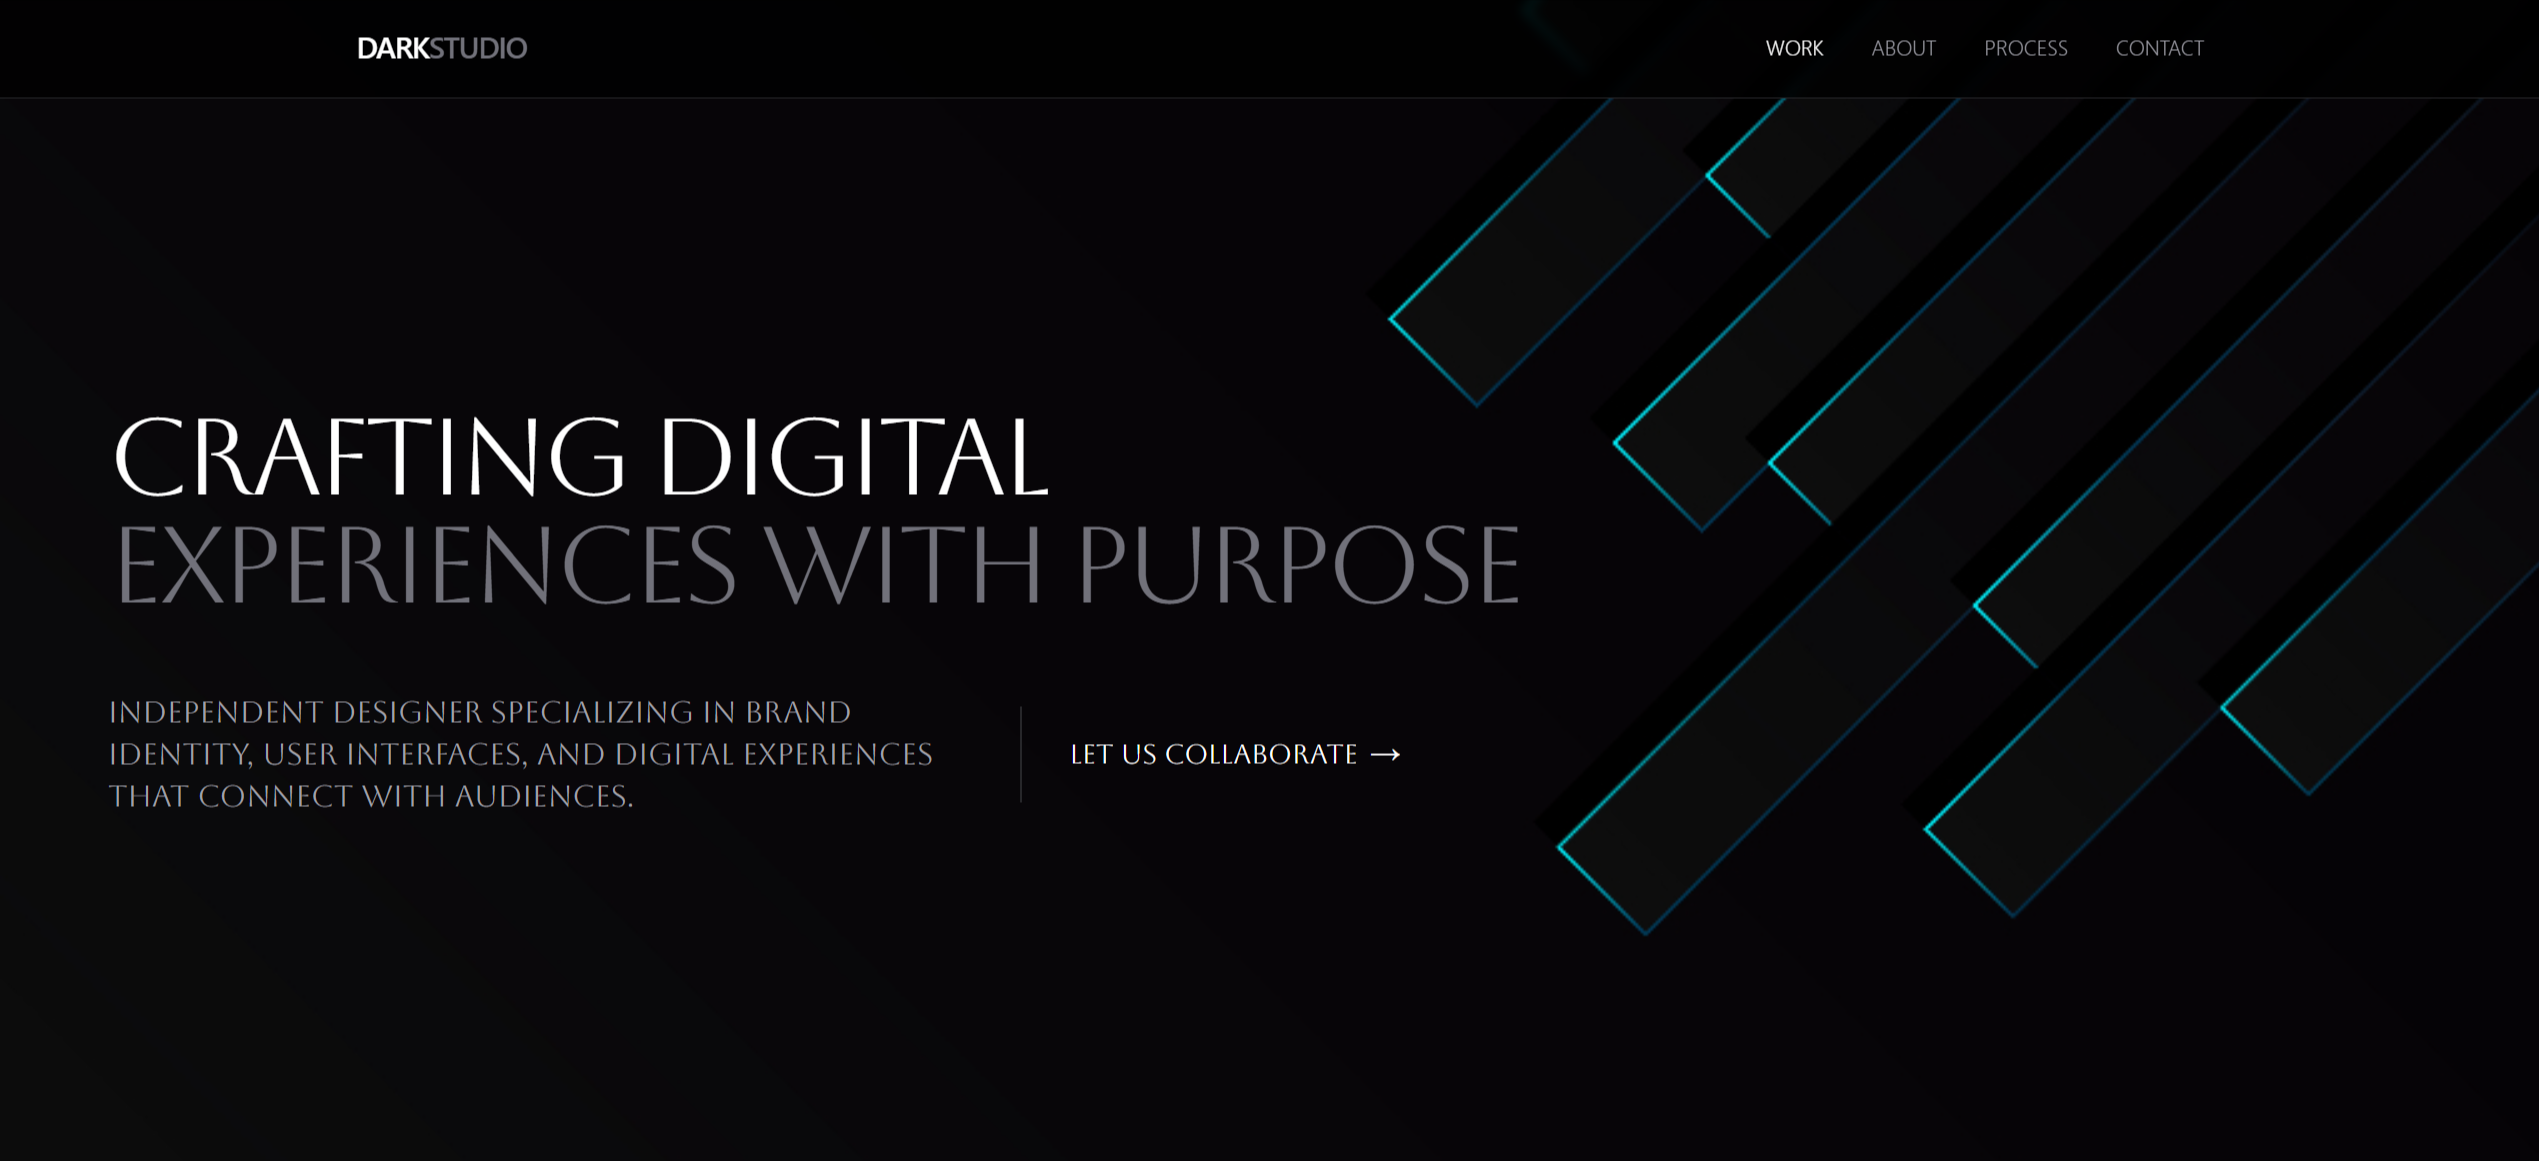 DARKSTUDIO
WORK ABOUT PROCESS CONTACT
CRAFTING DIGITAL
EXPERIENCES WITH PURPOSE
INDEPENDENT DESIGNER SPECIALIZING IN BRAND
IDENTITY, USER INTERFACES, AND DIGITAL EXPERIENCES
THAT CONNECT WITH AUDIENCES.
LET US COLLABORATE →